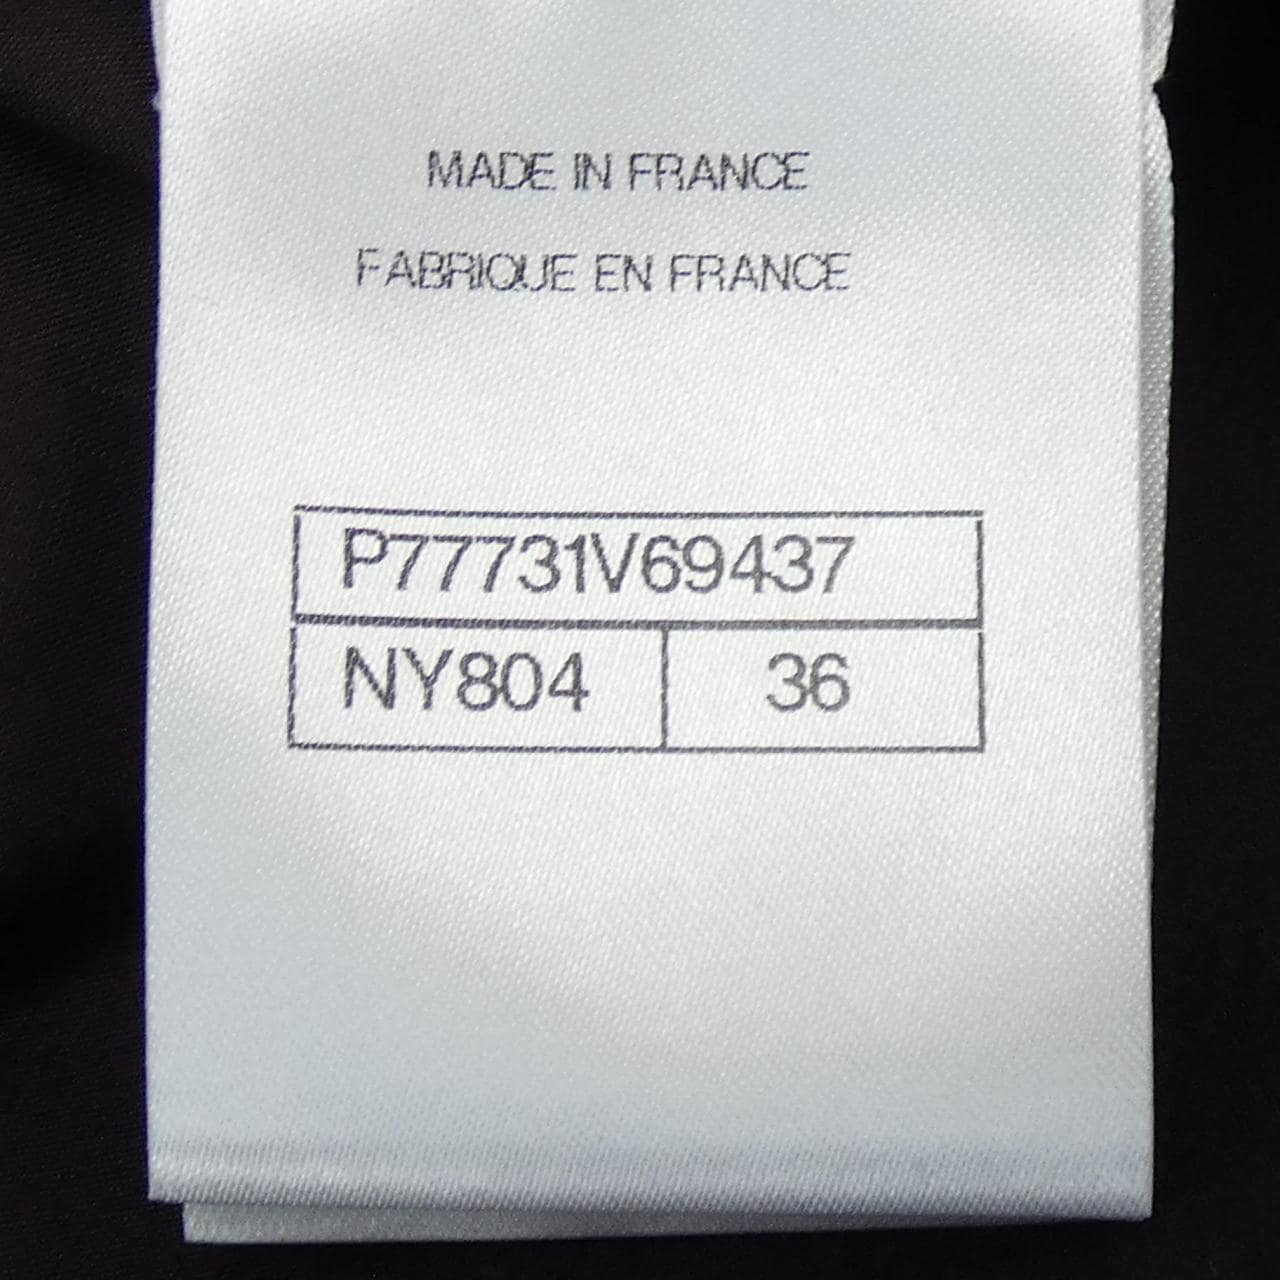 MADE IN FRANCE
FABRIQUE EN FRANCE
P77731V69437
NY804 36